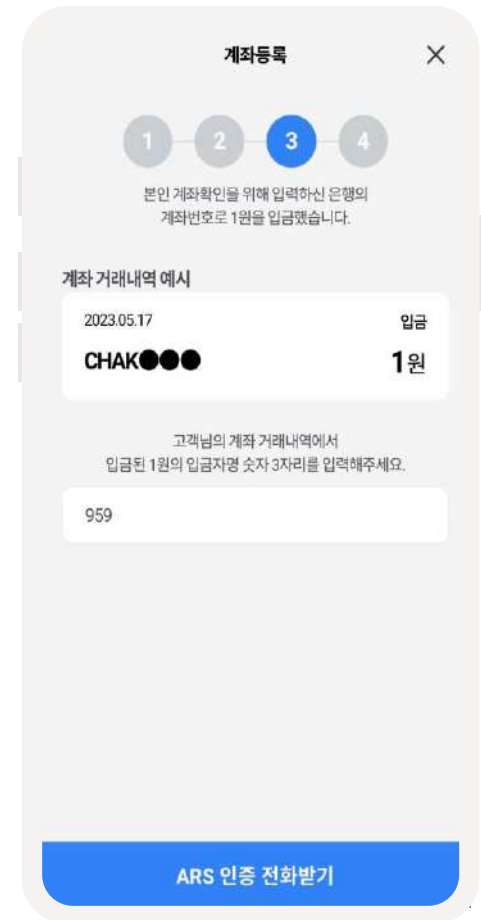 계좌등록 ×
1 2 3 4
본인 계좌확인을 위해 입력하신 은행의
계좌번호로 1원을 입금했습니다.
계좌 거래내역 예시
2023.05.17 입금
CHAK●●● 1원
고객님의 계좌 거래내역에서
입금된 1원의 입금자명 숫자 3자리를 입력해주세요.
959
ARS 인증 전화받기